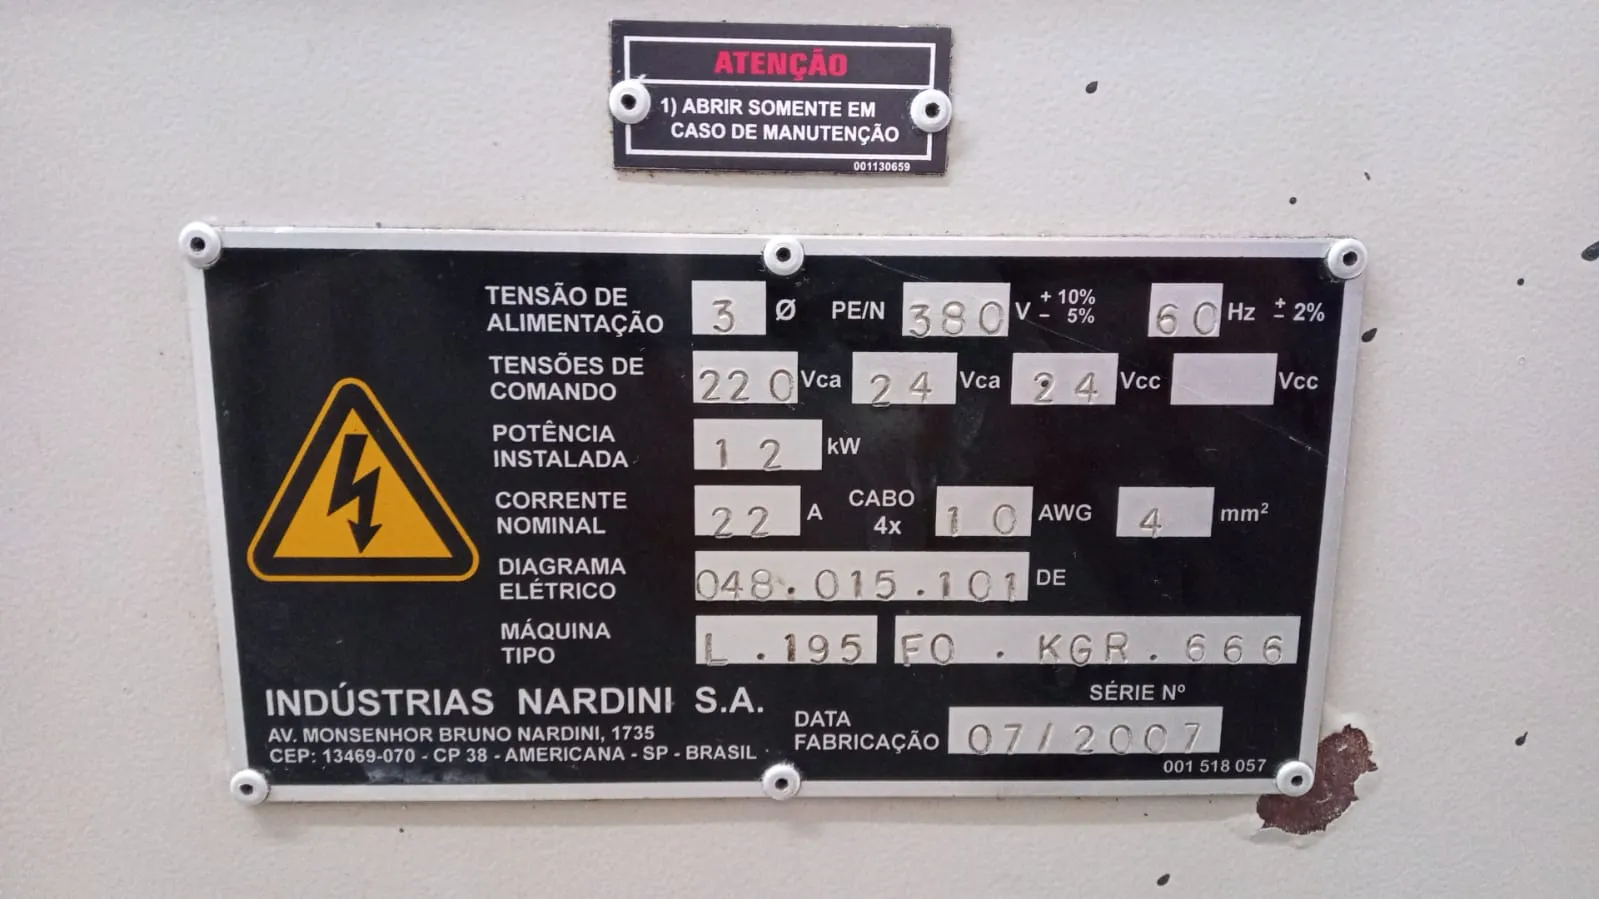 ATENÇÃO
1) ABRIR SOMENTE EM
CASO DE MANUTENÇÃO
001130659
TENSÃO DE
ALIMENTAÇÃO 3 Ø PE/N 380 V + 10% - 5% 60 Hz ± 2%
TENSÕES DE
COMANDO 220 Vca 24 Vca 24 Vcc Vcc
POTÊNCIA
INSTALADA 12 kW
CORRENTE
NOMINAL 22 A CABO 4x 10 AWG 4 mm²
DIAGRAMA
ELÉTRICO 048.015.101 DE
MÁQUINA
TIPO L.195 FO.KGR.666
SÉRIE Nº
INDÚSTRIAS NARDINI S.A.
AV. MONSENHOR BRUNO NARDINI, 1735
CEP: 13469-070 - CP 38 - AMERICANA - SP - BRASIL
DATA
FABRICAÇÃO 07/2007
001 518 057